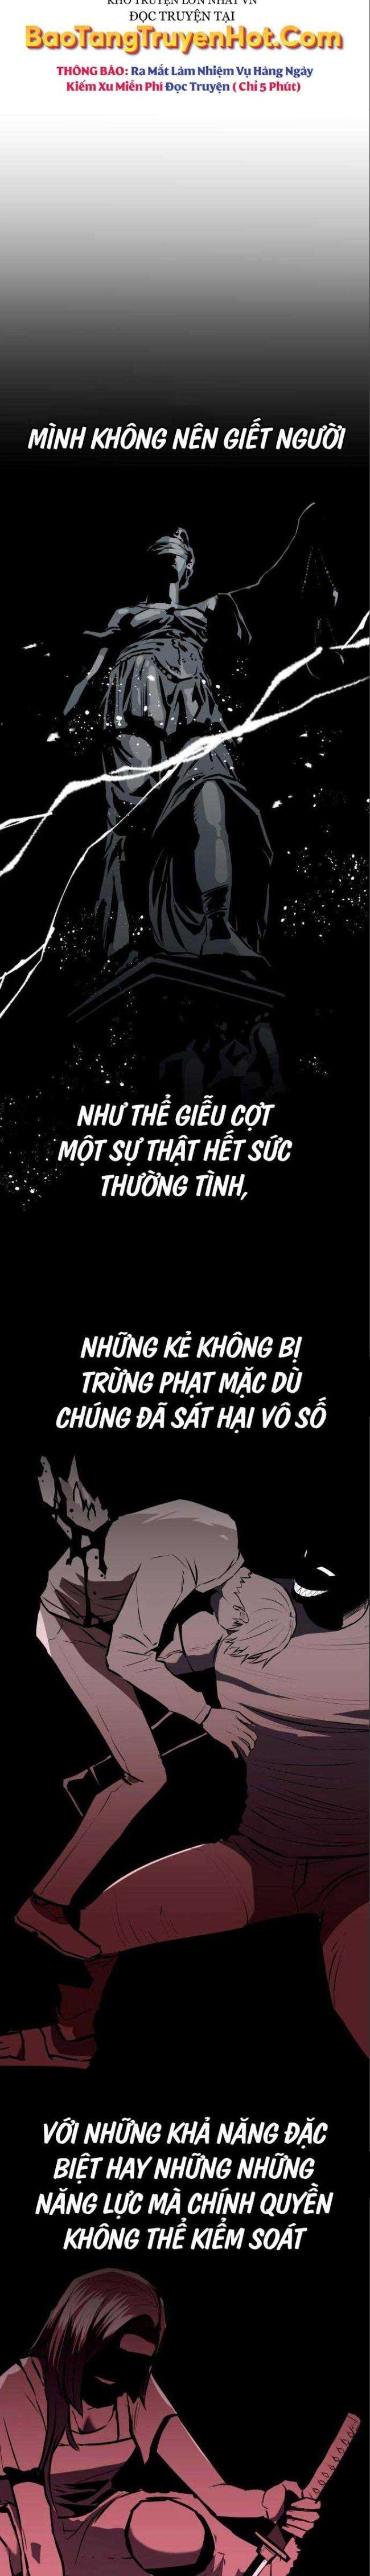 KHO TRUYỆN LỚN NHẤT VN
ĐỌC TRUYỆN TẠI
BaoTangTruyenHot.Com
THÔNG BÁO: Ra Mắt Làm Nhiệm Vụ Hàng Ngày
Kiếm Xu Miễn Phí Đọc Truyện ( Chỉ 5 Phút)
MÌNH KHÔNG NÊN GIẾT NGƯỜI
NHƯ THỂ GIỄU CỢT
MỘT SỰ THẬT HẾT SỨC
THƯỜNG TÌNH,
NHỮNG KẺ KHÔNG BỊ
TRỪNG PHẠT MẶC DÙ
CHÚNG ĐÃ SÁT HẠI VÔ SỐ
VỚI NHỮNG KHẢ NĂNG ĐẶC
BIỆT HAY NHỮNG NHỮNG
NĂNG LỰC MÀ CHÍNH QUYỀN
KHÔNG THỂ KIỂM SOÁT